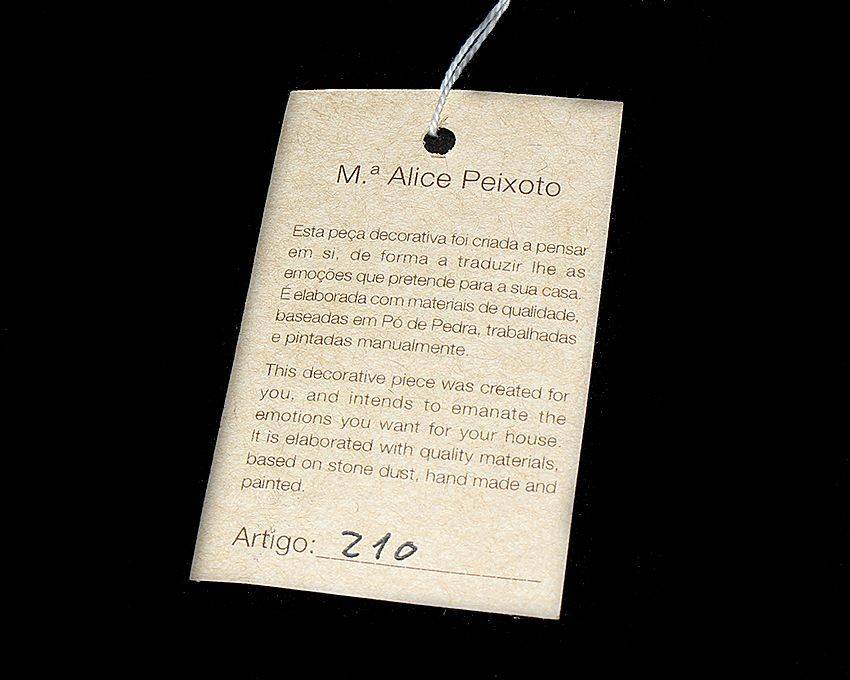 M.ª Alice Peixoto
Esta peça decorativa foi criada a pensar
em si, de forma a traduzir lhe as
emoções que pretende para a sua casa.
É elaborada com materiais de qualidade,
baseadas em Pó de Pedra, trabalhadas
e pintadas manualmente.
This decorative piece was created for
you, and intends to emanate the
emotions you want for your house.
It is elaborated with quality materials,
based on stone dust, hand made and
painted.
Artigo: 210